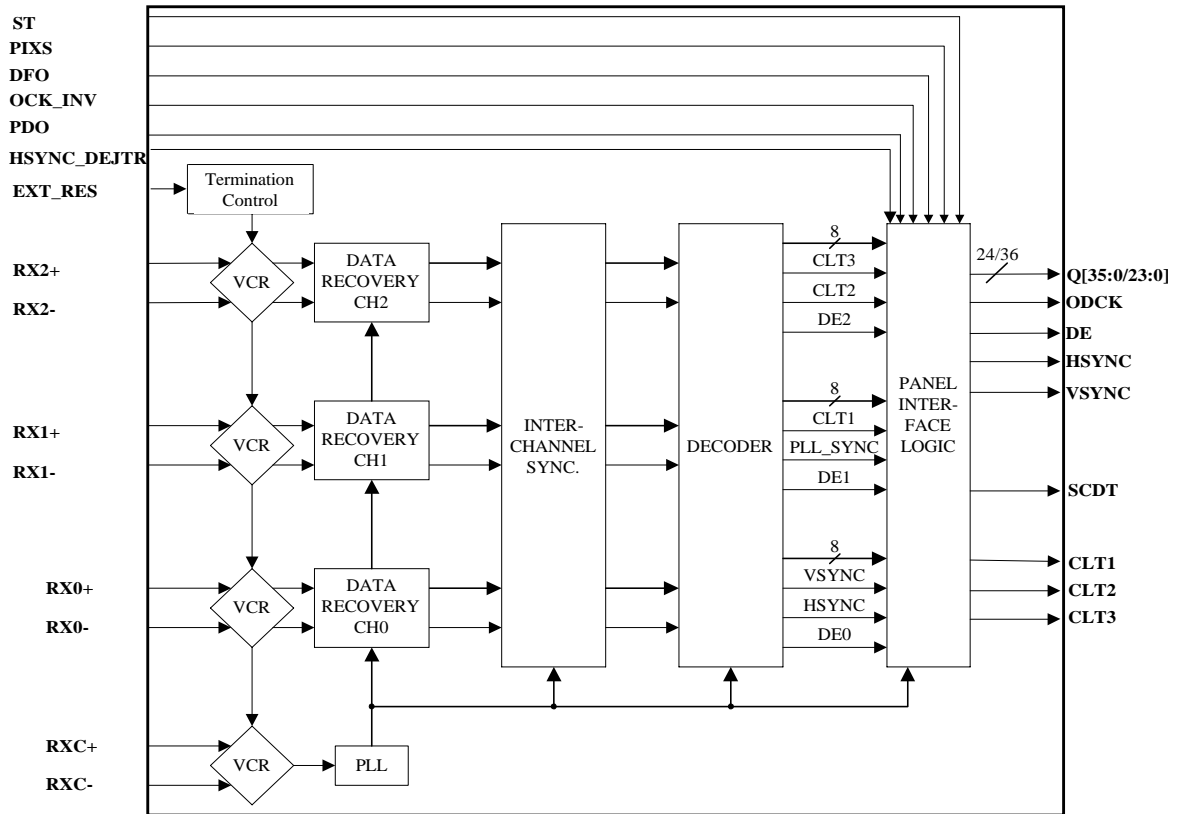 ST
PIXS
DFO
OCK_INV
PDO
HSYNC_DEJTR
EXT_RES
Termination
Control
RX2+
RX2-
VCR
DATA
RECOVERY
CH2
RX1+
RX1-
VCR
DATA
RECOVERY
CH1
RX0+
RX0-
VCR
DATA
RECOVERY
CH0
RXC+
RXC-
VCR
PLL
INTER-
CHANNEL
SYNC.
DECODER
8
CLT3
CLT2
DE2
8
CLT1
PLL_SYNC
DE1
8
VSYNC
HSYNC
DE0
PANEL
INTER-
FACE
LOGIC
24/36
Q[35:0/23:0]
ODCK
DE
HSYNC
VSYNC
SCDT
CLT1
CLT2
CLT3